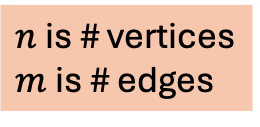 n is # vertices
m is # edges